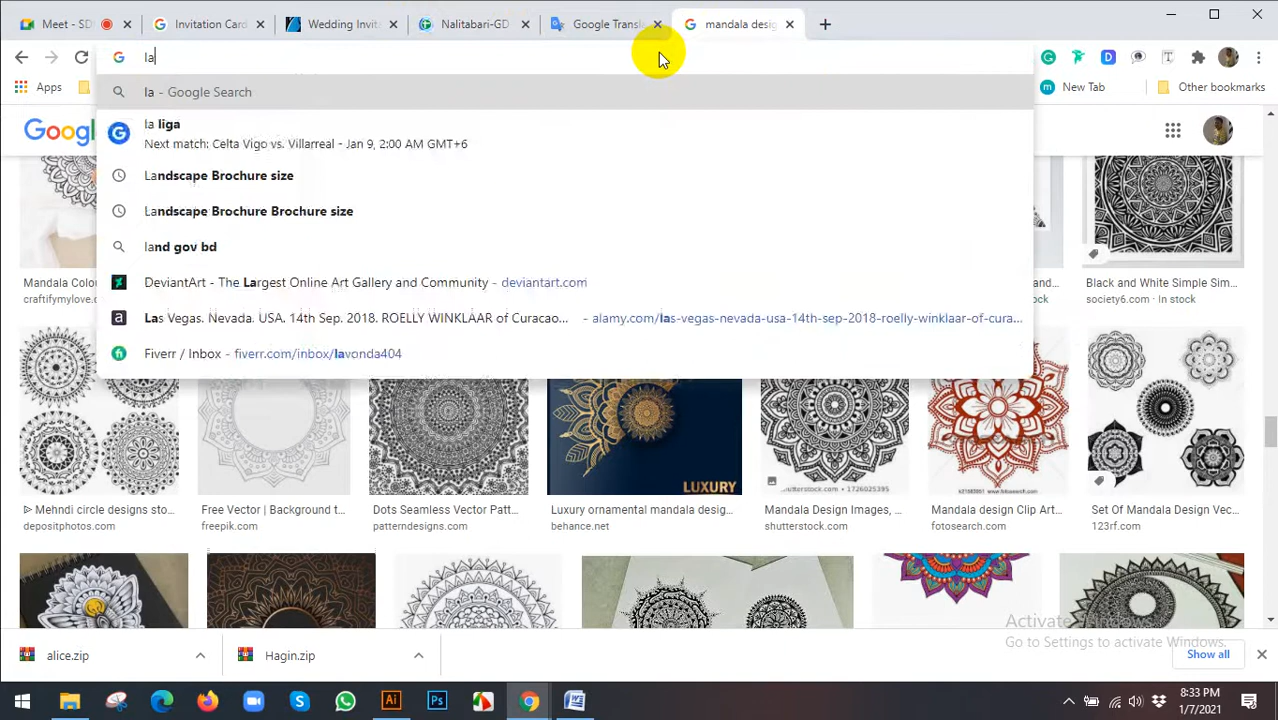 Meet - SD
Invitation Card
Wedding Invit
Nalitabari-GD
Google Transl
mandala desig
la
Apps
New Tab
Other bookmarks
la - Google Search
la liga
Next match: Celta Vigo vs. Villarreal - Jan 9, 2:00 AM GMT+6
Landscape Brochure size
Landscape Brochure Brochure size
land gov bd
DeviantArt - The Largest Online Art Gallery and Community - deviantart.com
Las Vegas. Nevada. USA. 14th Sep. 2018. ROELLY WINKLAAR of Curacao... - alamy.com/las-vegas-nevada-usa-14th-sep-2018-roelly-winklaar-of-cura...
Fiverr / Inbox - fiverr.com/inbox/lavonda404
Google
Mandala Colou
craftifymylove.c
Black and White Simple Sim...
society6.com · In stock
LUXURY
shutterstock.com · 1726025395
ᐅ Mehndi circle designs sto...
depositphotos.com
Free Vector | Background t...
freepik.com
Dots Seamless Vector Patt...
patterndesigns.com
Luxury ornamental mandala desig...
behance.net
Mandala Design Images, ...
shutterstock.com
Mandala design Clip Art...
fotosearch.com
Set Of Mandala Design Vec...
123rf.com
Activate Windows
Go to Settings to activate Windows.
alice.zip
Hagin.zip
Show all
8:33 PM
1/7/2021